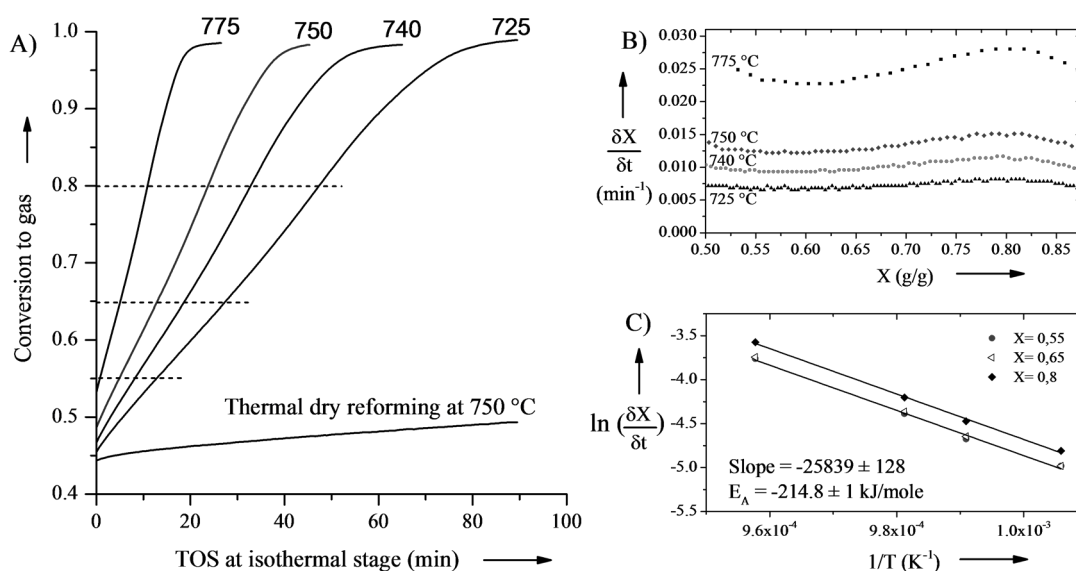 A)
775
750
740
725
1.0
0.9
0.8
0.7
0.6
0.5
0.4
Conversion to gas
Thermal dry reforming at 750 °C
0
20
40
60
80
100
TOS at isothermal stage (min)
B)
0.030
0.025
0.020
0.015
0.010
0.005
0.000
δX
δt
(min⁻¹)
775 °C
750 °C
740 °C
725 °C
0.50
0.55
0.60
0.65
0.70
0.75
0.80
0.85
X (g/g)
C)
-3.5
-4.0
-4.5
-5.0
-5.5
ln (δX/δt)
X= 0,55
X= 0,65
X= 0,8
Slope = -25839 ± 128
E_A = -214.8 ± 1 kJ/mole
9.6x10⁻⁴
9.8x10⁻⁴
1.0x10⁻³
1/T (K⁻¹)